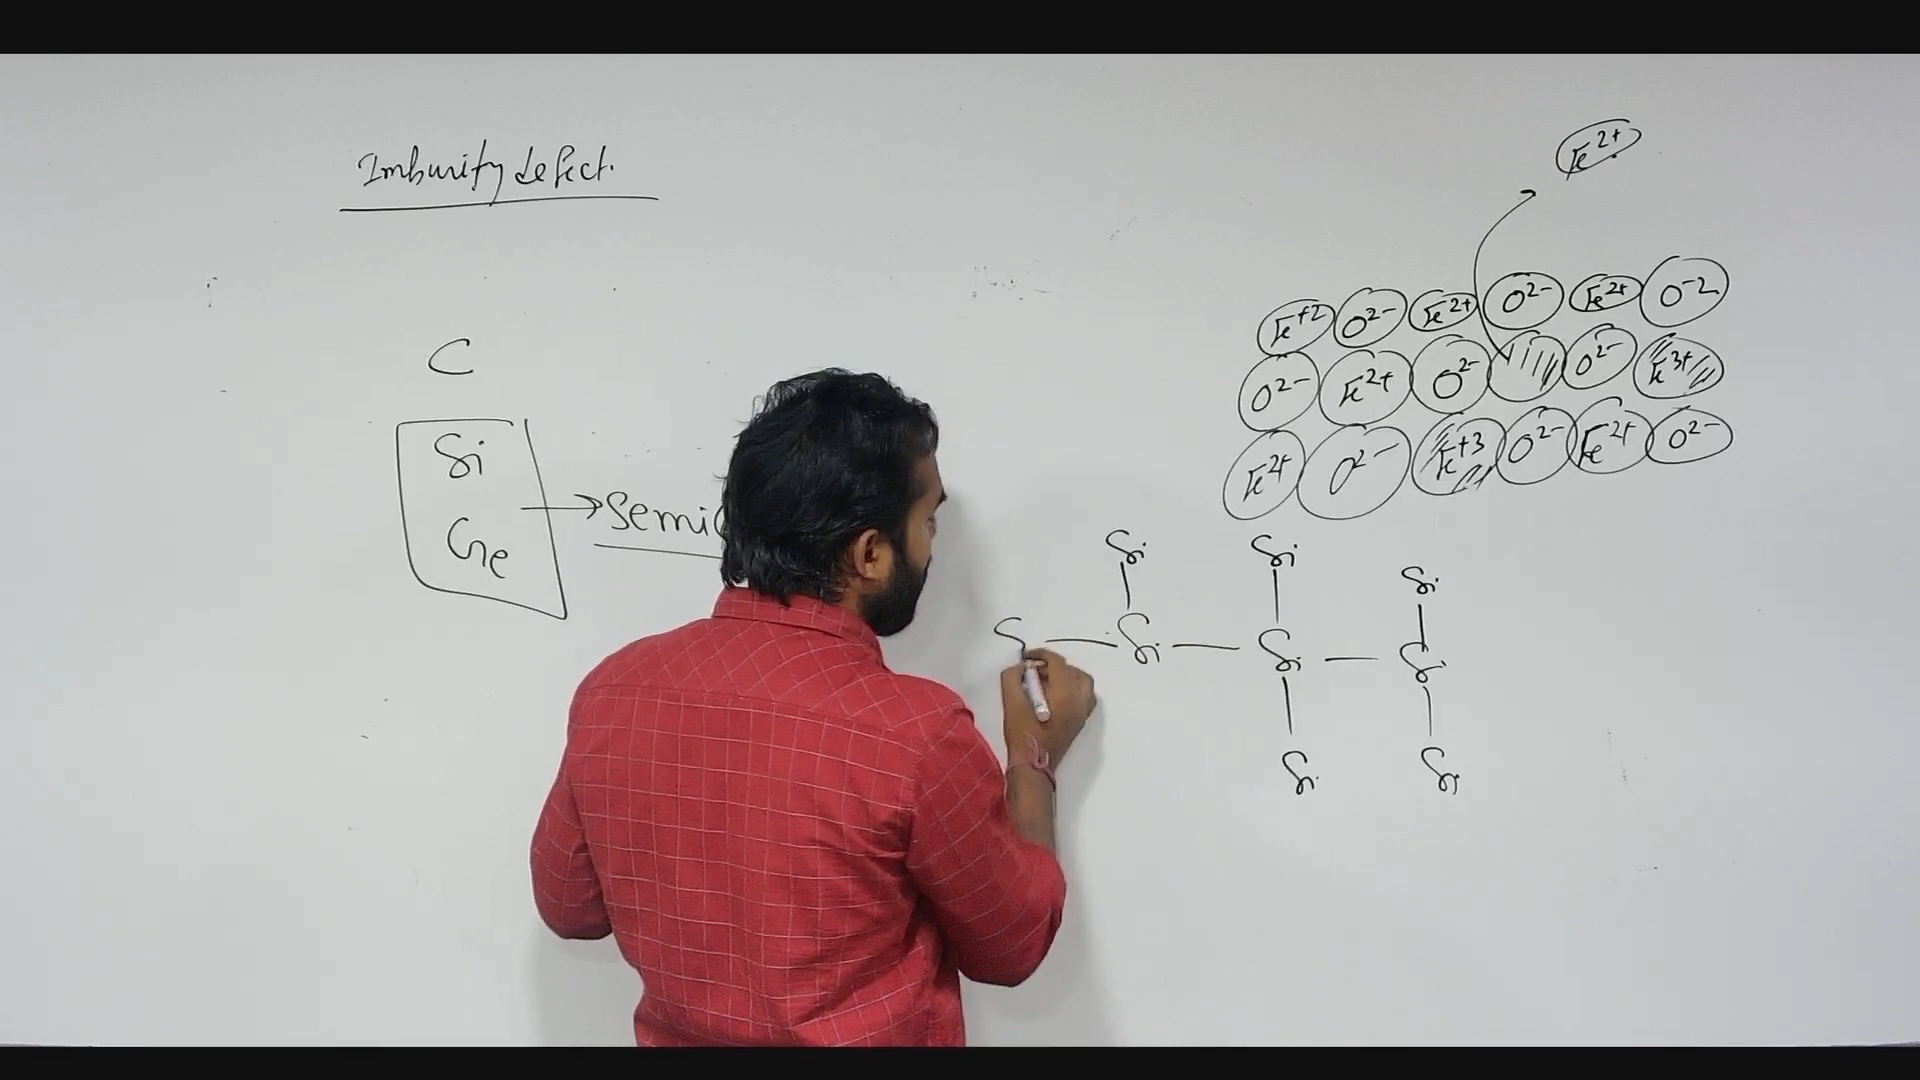 Impurity defect.
C
Si
Ge
→ Semi
Fe2+
Fe+2 O2- Fe2+ O2- Fe2+ O-2
O2- Fe2+ O2- O2- Fe3+
Fe2+ O2- Fe+3 O2- Fe2+ O2-
Si Si Si
S — Si — Si — Si
Si Si